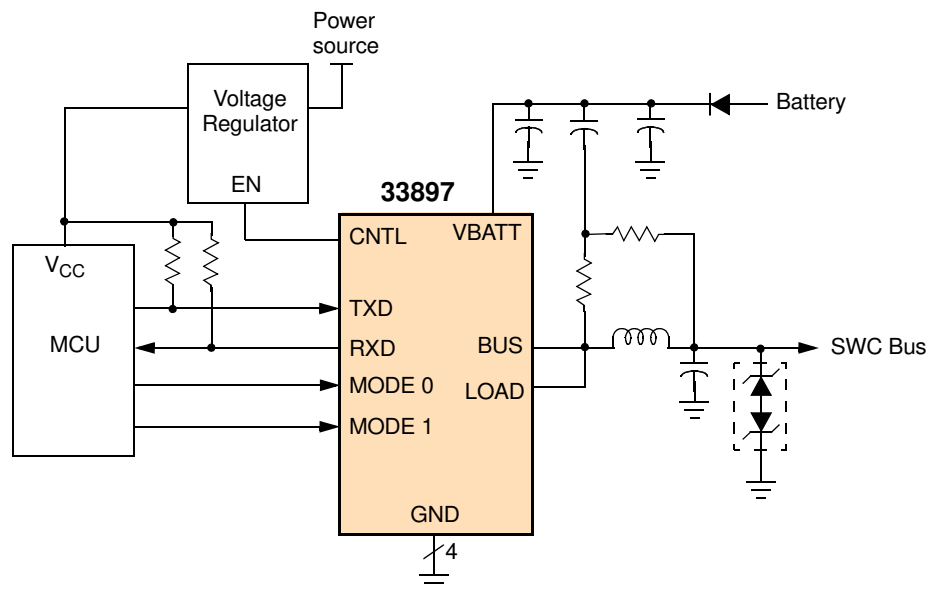 Power
source
Voltage
Regulator
EN
Battery
33897
CNTL
VBATT
VCC
TXD
MCU
RXD
BUS
SWC Bus
MODE 0
LOAD
MODE 1
GND
4